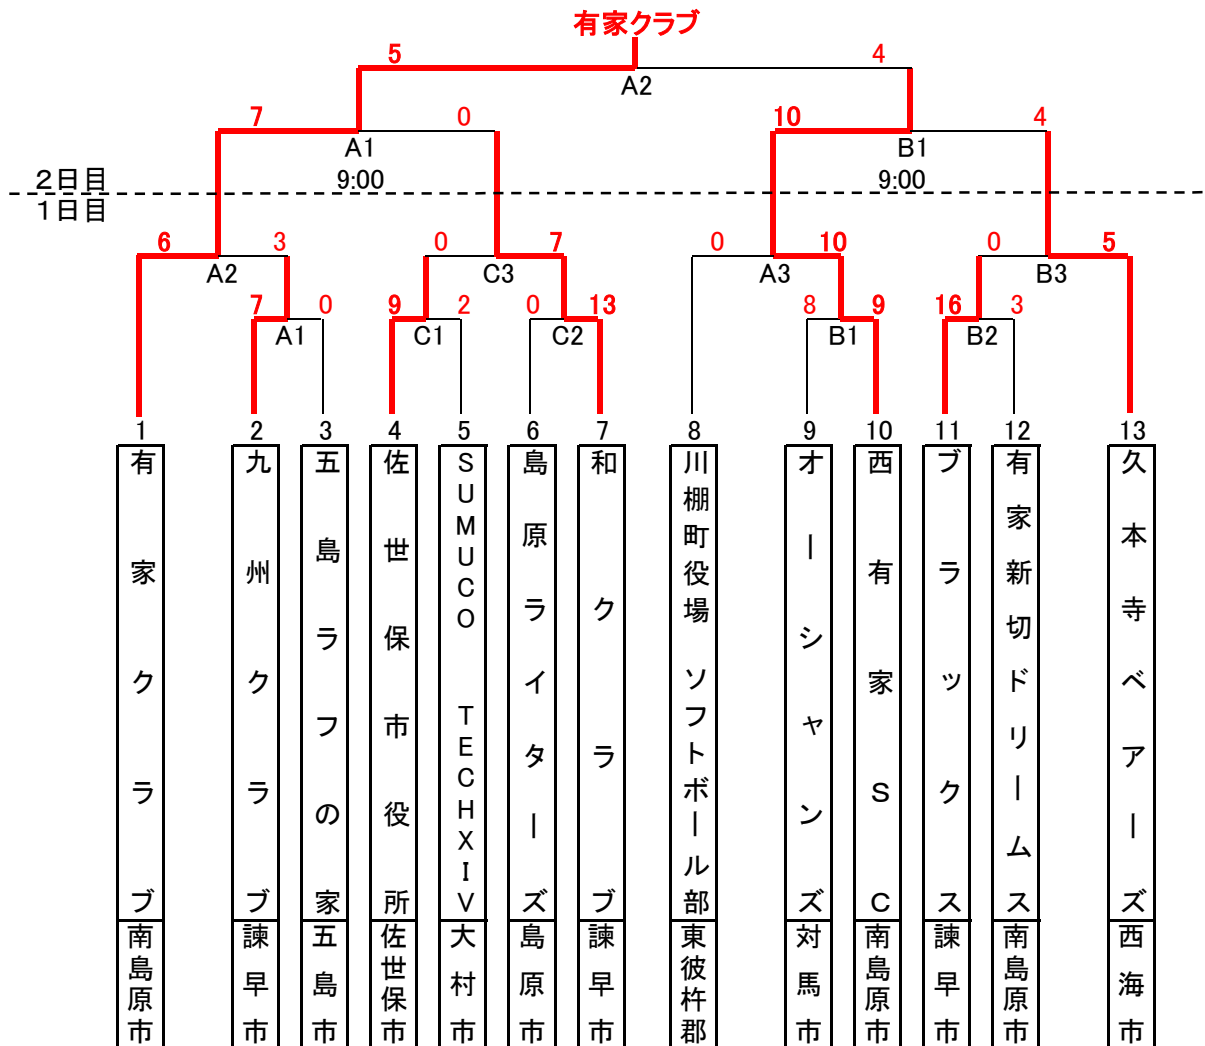 有家クラブ
5 4
A2
7 0 10 4
A1 B1
2日目 9:00 9:00
1日目
6 3 0 7 0 10 0 5
A2 C3 A3 B3
7 0 9 2 0 13 8 9 16 3
A1 C1 C2 B1 B2
1 2 3 4 5 6 7 8 9 10 11 12 13
有家クラブ
南島原市
九州クラブ
諫早市
五島ラフの家
五島市
佐世保市役所
佐世保市
SUMUCO TECHXIV
大村市
島原ライターズ
島原市
和クラブ
諫早市
川棚町役場 ソフトボール部
東彼杵郡
オーシャンズ
対馬市
西有家SC
南島原市
ブラックス
諫早市
有家新切ドリームス
南島原市
久本寺ベアーズ
西海市